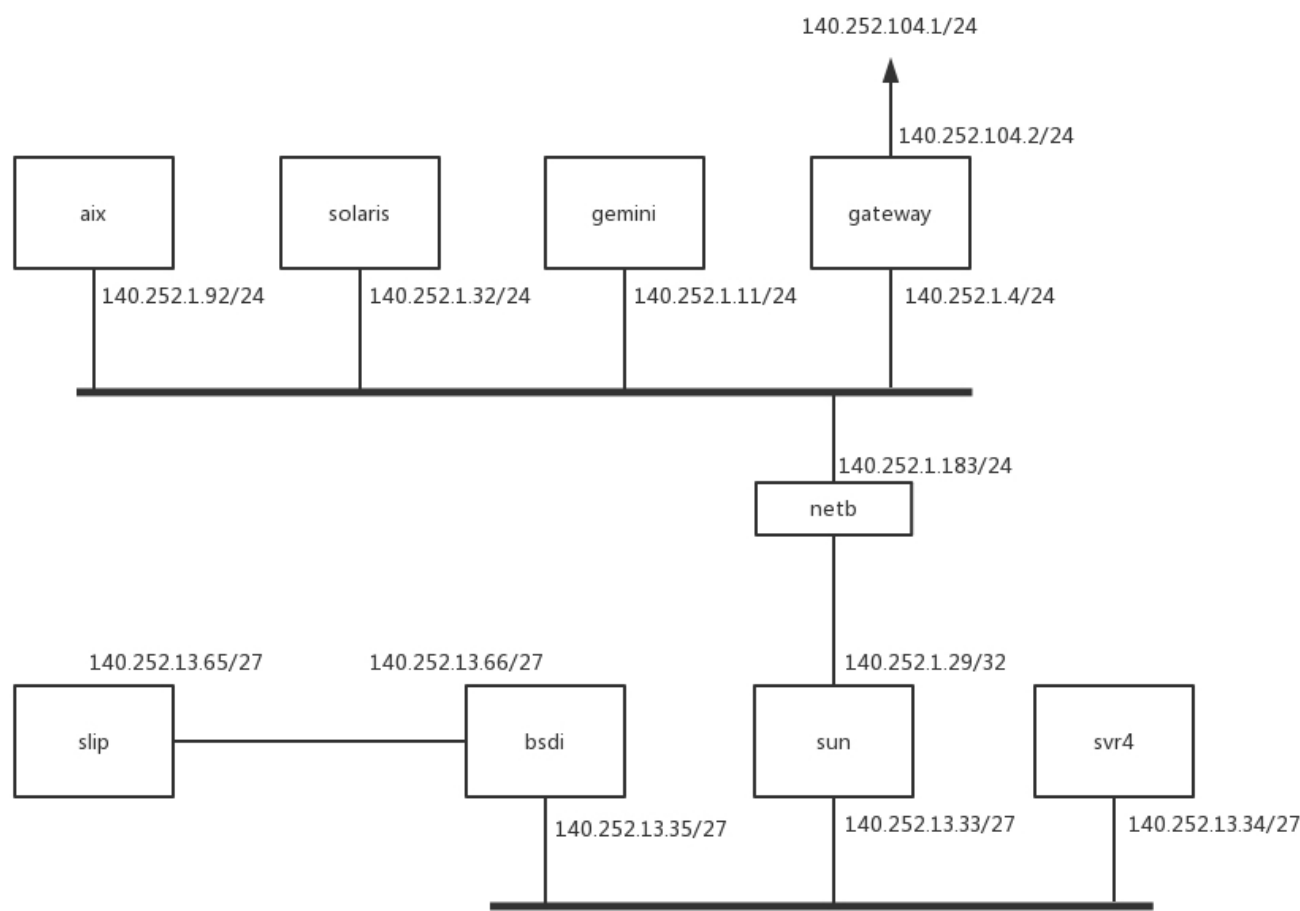 140.252.104.1/24
140.252.104.2/24
aix
solaris
gemini
gateway
140.252.1.92/24
140.252.1.32/24
140.252.1.11/24
140.252.1.4/24
140.252.1.183/24
netb
140.252.13.65/27
140.252.13.66/27
140.252.1.29/32
slip
bsdi
sun
svr4
140.252.13.35/27
140.252.13.33/27
140.252.13.34/27